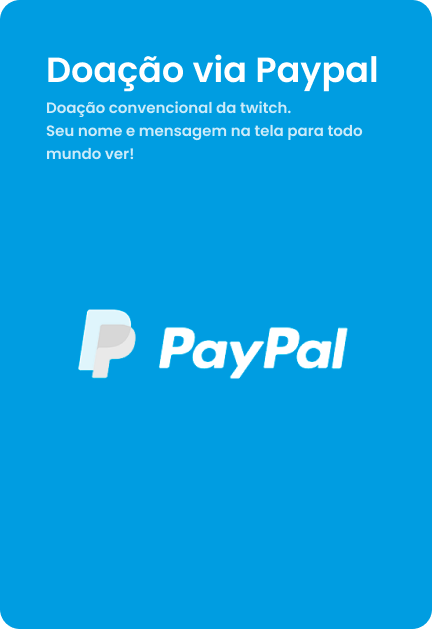 Doação via Paypal
Doação convencional da twitch.
Seu nome e mensagem na tela para todo
mundo ver!
PayPal